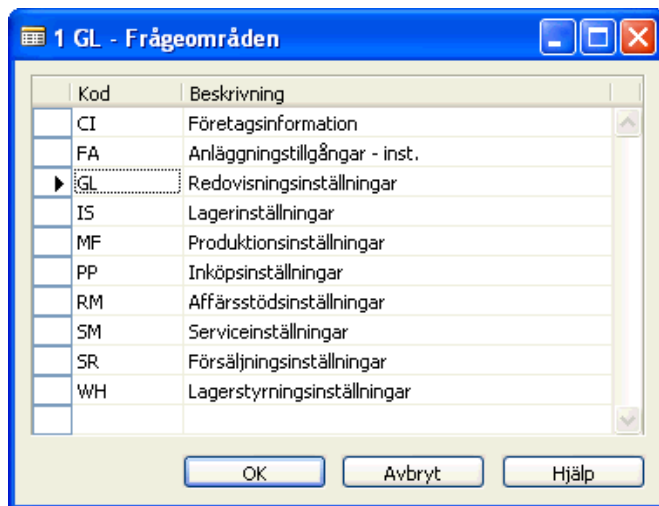 1 GL - Frågeområden
Kod Beskrivning
CI Företagsinformation
FA Anläggningstillgångar - inst.
GL Redovisningsinställningar
IS Lagerinställningar
MF Produktionsinställningar
PP Inköpsinställningar
RM Affärsstödsinställningar
SM Serviceinställningar
SR Försäljningsinställningar
WH Lagerstyrningsinställningar
OK Avbryt Hjälp